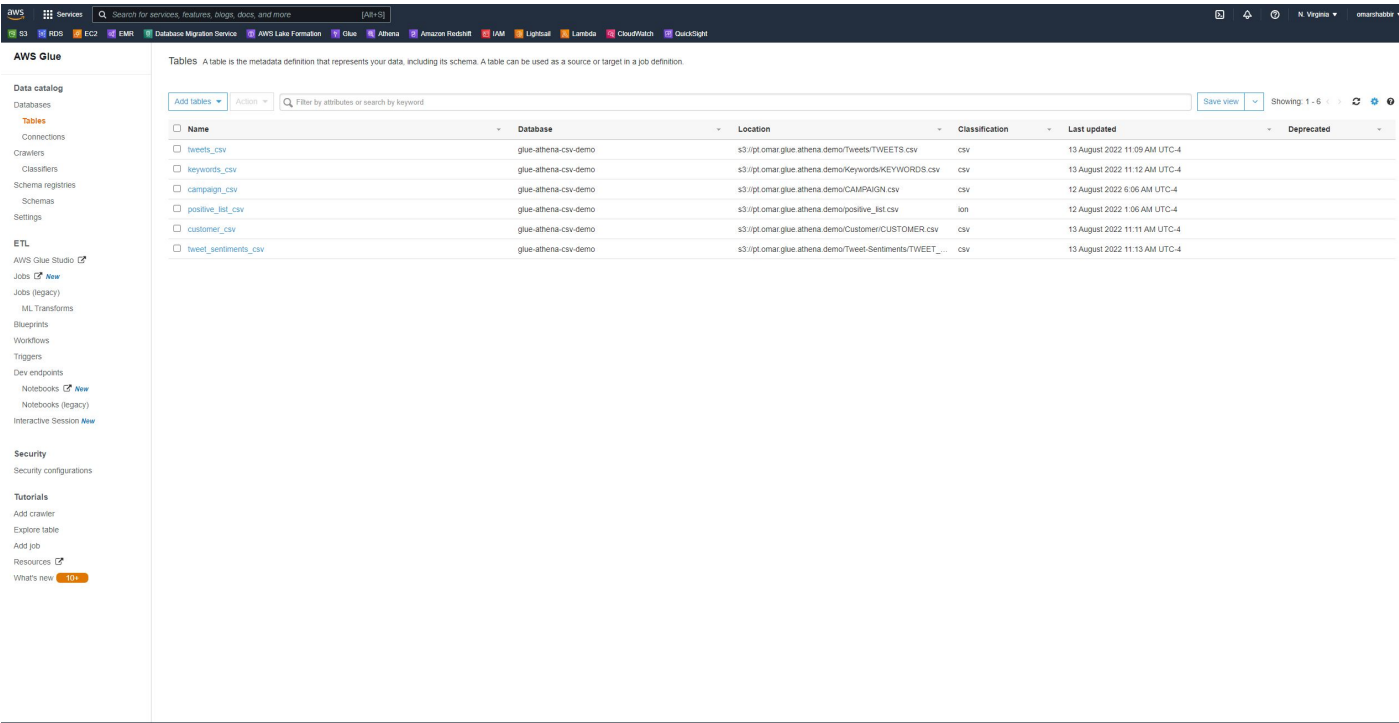 aws Services Search for services, features, blogs, docs, and more [Alt+S] N. Virginia omarshabbir
S3 RDS EC2 EMR Database Migration Service AWS Lake Formation Glue Athena Amazon Redshift IAM Lightsail Lambda CloudWatch QuickSight
AWS Glue
Data catalog
Databases
Tables
Connections
Crawlers
Classifiers
Schema registries
Schemas
Settings
ETL
AWS Glue Studio
Jobs New
Jobs (legacy)
ML Transforms
Blueprints
Workflows
Triggers
Dev endpoints
Notebooks New
Notebooks (legacy)
Interactive Session New
Security
Security configurations
Tutorials
Add crawler
Explore table
Add job
Resources
What's new 10+
Tables A table is the metadata definition that represents your data, including its schema. A table can be used as a source or target in a job definition.
Add tables Action Filter by attributes or search by keyword Save view Showing: 1 - 6
Name Database Location Classification Last updated Deprecated
tweets_csv glue-athena-csv-demo s3://pt.omar.glue.athena.demo/Tweets/TWEETS.csv csv 13 August 2022 11:09 AM UTC-4
keywords_csv glue-athena-csv-demo s3://pt.omar.glue.athena.demo/Keywords/KEYWORDS.csv csv 13 August 2022 11:12 AM UTC-4
campaign_csv glue-athena-csv-demo s3://pt.omar.glue.athena.demo/CAMPAIGN.csv csv 12 August 2022 6:06 AM UTC-4
positive_list_csv glue-athena-csv-demo s3://pt.omar.glue.athena.demo/positive_list.csv ion 12 August 2022 1:06 AM UTC-4
customer_csv glue-athena-csv-demo s3://pt.omar.glue.athena.demo/Customer/CUSTOMER.csv csv 13 August 2022 11:11 AM UTC-4
tweet_sentiments_csv glue-athena-csv-demo s3://pt.omar.glue.athena.demo/Tweet-Sentiments/TWEET_... csv 13 August 2022 11:13 AM UTC-4